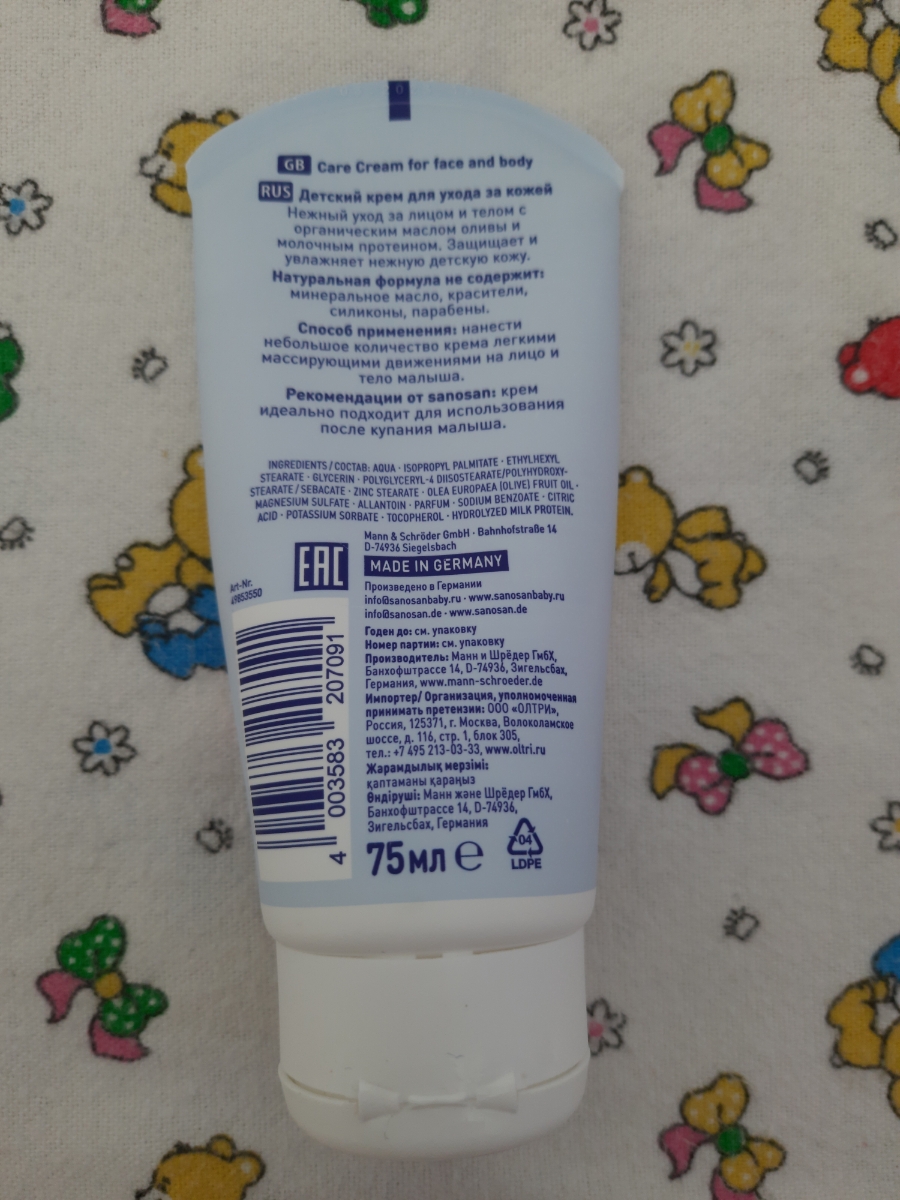 0
GB Care Cream for face and body
RUS Детский крем для ухода за кожей
Нежный уход за лицом и телом с
органическим маслом оливы и
молочным протеином. Защищает и
увлажняет нежную детскую кожу.
Натуральная формула не содержит:
минеральное масло, красители,
силиконы, парабены.
Способ применения: нанести
небольшое количество крема легкими
массирующими движениями на лицо и
тело малыша.
Рекомендации от sanosan: крем
идеально подходит для использования
после купания малыша.
INGREDIENTS/СОСТАВ: AQUA · ISOPROPYL PALMITATE · ETHYLHEXYL
STEARATE · GLYCERIN · POLYGLYCERYL-4 DIISOSTEARATE/POLYHYDROXY-
STEARATE/SEBACATE · ZINC STEARATE · OLEA EUROPAEA (OLIVE) FRUIT OIL ·
MAGNESIUM SULFATE · ALLANTOIN · PARFUM · SODIUM BENZOATE · CITRIC
ACID · POTASSIUM SORBATE · TOCOPHEROL · HYDROLYZED MILK PROTEIN.
Mann & Schröder GmbH · Bahnhofstraße 14
D-74936 Siegelsbach
EAC
MADE IN GERMANY
Art-Nr.
49853550
Произведено в Германии
info@sanosanbaby.ru · www.sanosanbaby.ru
info@sanosan.de · www.sanosan.de
Годен до: см. упаковку
Номер партии: см. упаковку
Производитель: Манн и Шрёдер ГмбХ,
Банхофштрассе 14, D-74936, Зигельсбах,
Германия, www.mann-schroeder.de
Импортер/ Организация, уполномоченная
принимать претензии: ООО «ОЛТРИ»,
Россия, 125371, г. Москва, Волоколамское
шоссе, д. 116, стр. 1, блок 305,
тел.: +7 495 213-03-33, www.oltri.ru
Жарамдылық мерзімі:
қаптаманы қараңыз
Өндіруші: Манн және Шрёдер ГмбХ,
Банхофштрассе 14, D-74936,
Зигельсбах, Германия
4 003583 207091
75мл ℮
04
LDPE